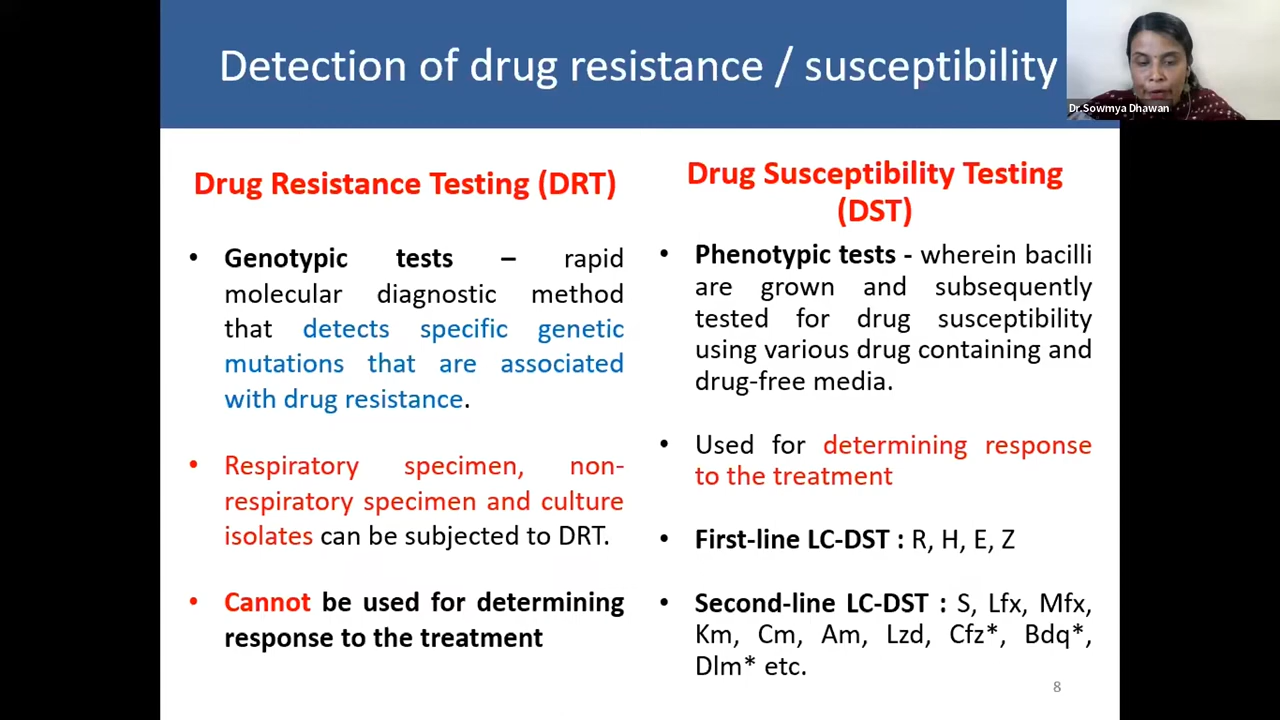 Detection of drug resistance / susceptibility
Dr.Sowmya Dhawan
Drug Resistance Testing (DRT)
• Genotypic tests – rapid
molecular diagnostic method
that detects specific genetic
mutations that are associated
with drug resistance.
• Respiratory specimen, non-
respiratory specimen and culture
isolates can be subjected to DRT.
• Cannot be used for determining
response to the treatment
Drug Susceptibility Testing
(DST)
• Phenotypic tests - wherein bacilli
are grown and subsequently
tested for drug susceptibility
using various drug containing and
drug-free media.
• Used for determining response
to the treatment
• First-line LC-DST : R, H, E, Z
• Second-line LC-DST : S, Lfx, Mfx,
Km, Cm, Am, Lzd, Cfz*, Bdq*,
Dlm* etc.
8